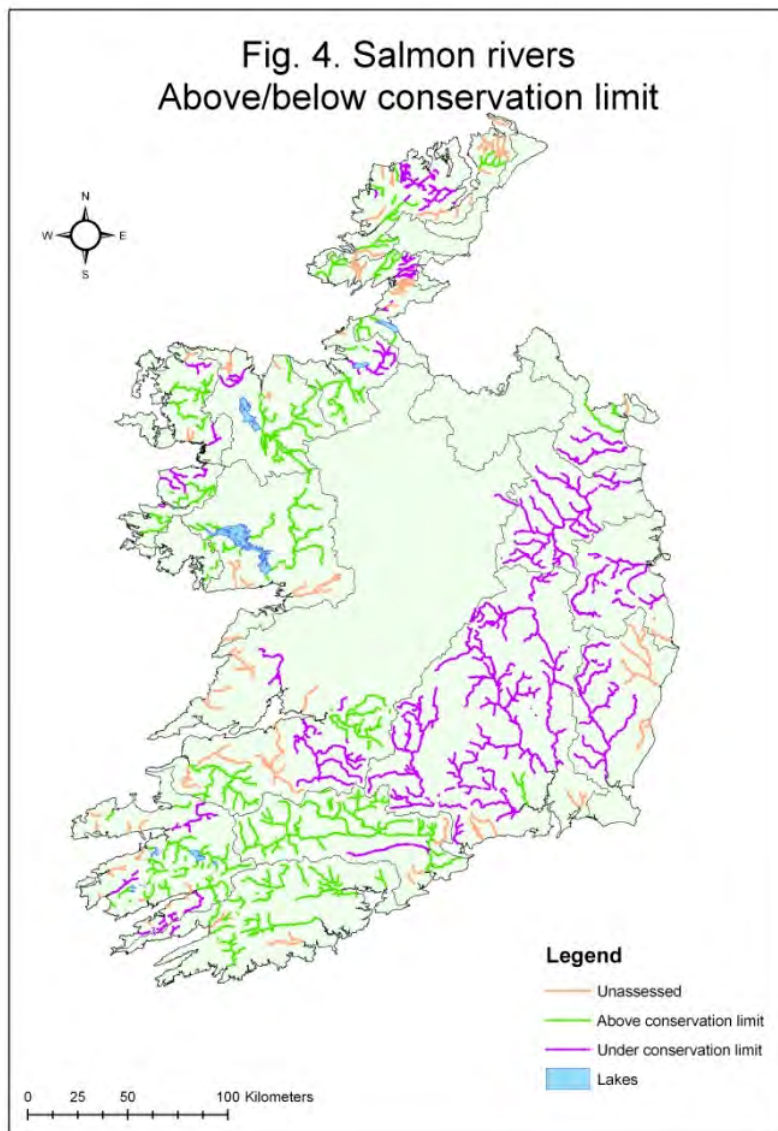 Fig. 4. Salmon rivers
Above/below conservation limit
N
W E
S
Legend
Unassessed
Above conservation limit
Under conservation limit
Lakes
0 25 50 100 Kilometers